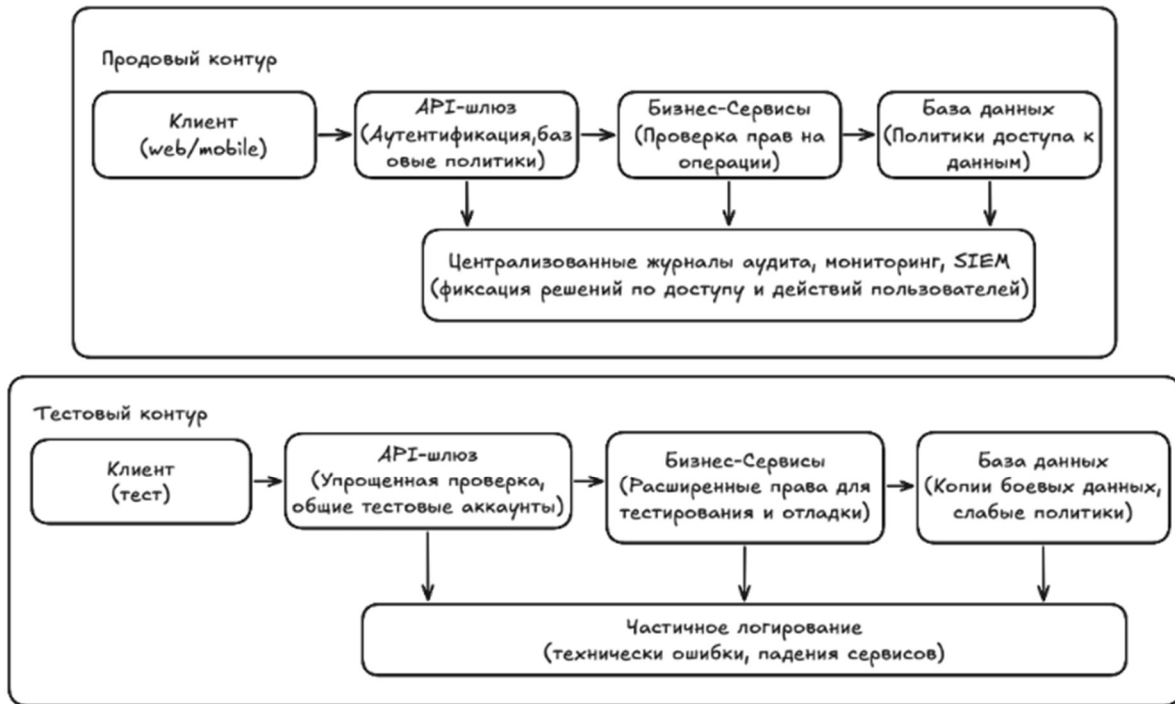 Продовый контур
Клиент
(web/mobile)
API-шлюз
(Аутентификация,баз
овые политики)
Бизнес-Сервисы
(Проверка прав на
операции)
База данных
(Политики доступа к
данным)
Централизованные журналы аудита, мониторинг, SIEM
(фиксация решений по доступу и действий пользователей)
Тестовый контур
Клиент
(тест)
API-шлюз
(Упрощенная проверка,
общие тестовые аккаунты)
Бизнес-Сервисы
(Расширенные права для
тестирования и отладки)
База данных
(Копии боевых данных,
слабые политики)
Частичное логирование
(технически ошибки, падения сервисов)